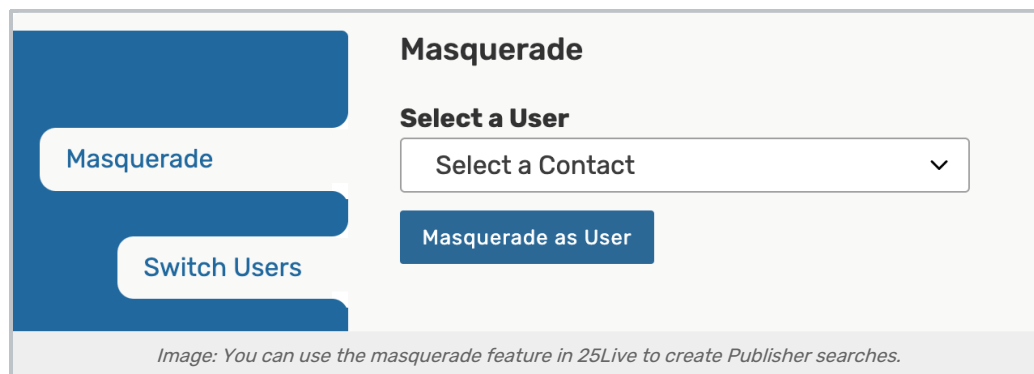 Masquerade
Switch Users
Masquerade
Select a User
Select a Contact
Masquerade as User
Image: You can use the masquerade feature in 25Live to create Publisher searches.